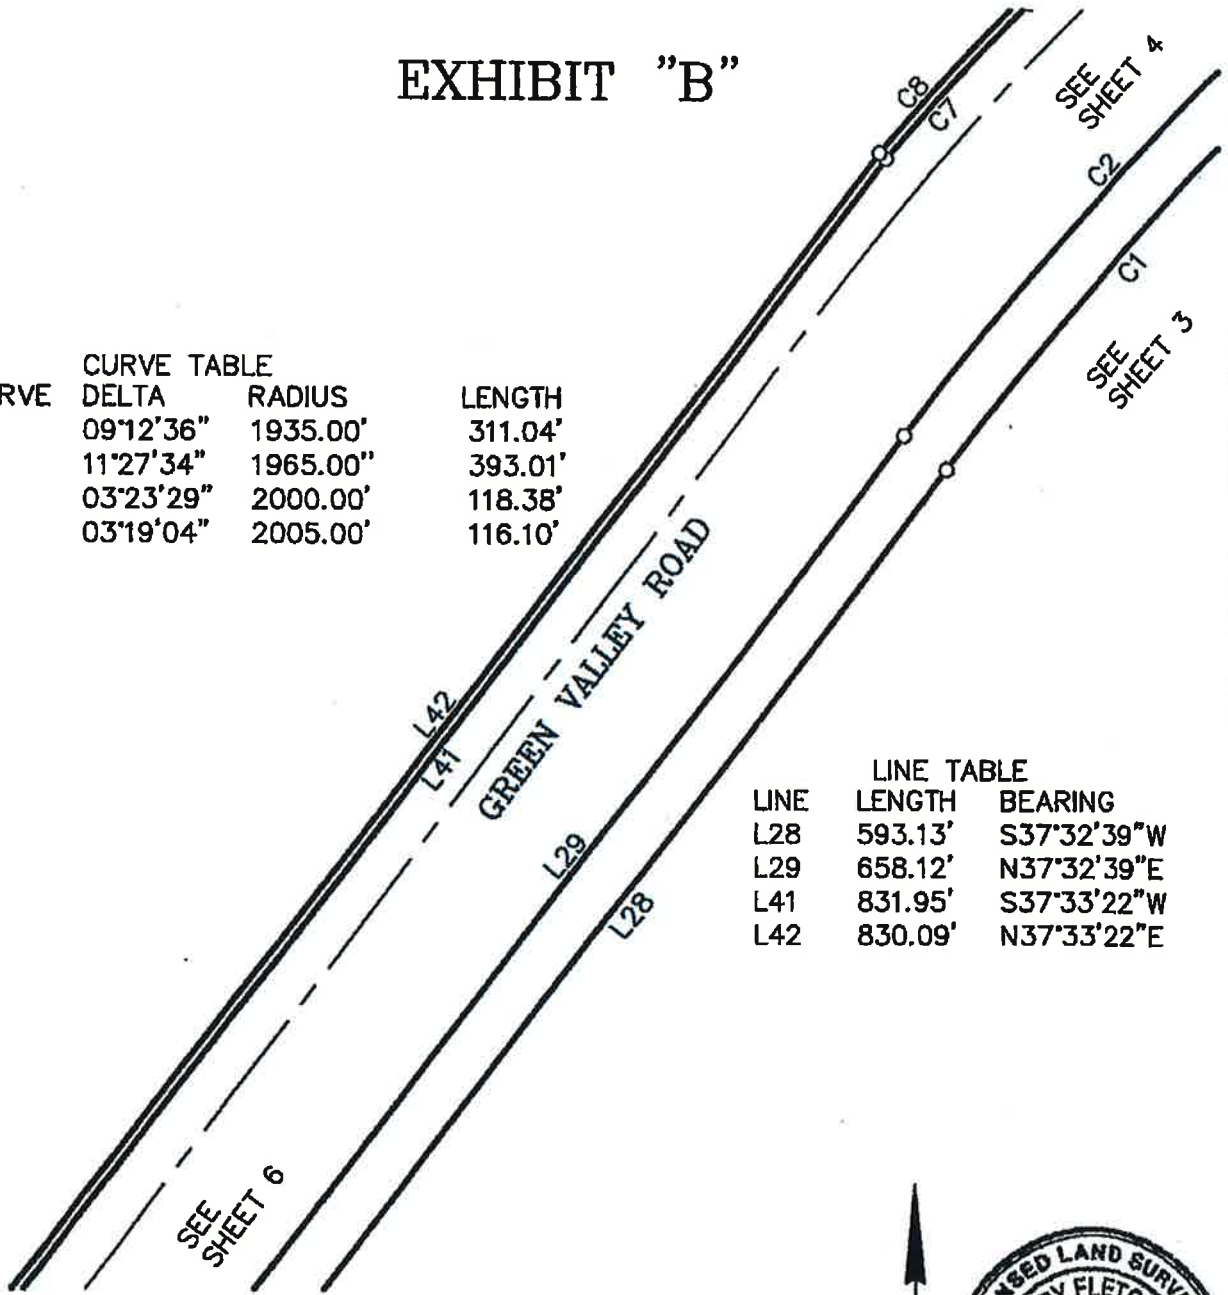 EXHIBIT "B"
C8
C7
SEE
SHEET 4
C2
C1
SEE
SHEET 3
CURVE TABLE
RVE DELTA RADIUS LENGTH
09°12'36" 1935.00' 311.04'
11°27'34" 1965.00" 393.01'
03°23'29" 2000.00' 118.38'
03°19'04" 2005.00' 116.10'
GREEN VALLEY ROAD
L42
L41
L29
L28
LINE TABLE
LINE LENGTH BEARING
L28 593.13' S37°32'39"W
L29 658.12' N37°32'39"E
L41 831.95' S37°33'22"W
L42 830.09' N37°33'22"E
SEE
SHEET 6
NSED LAND SURV